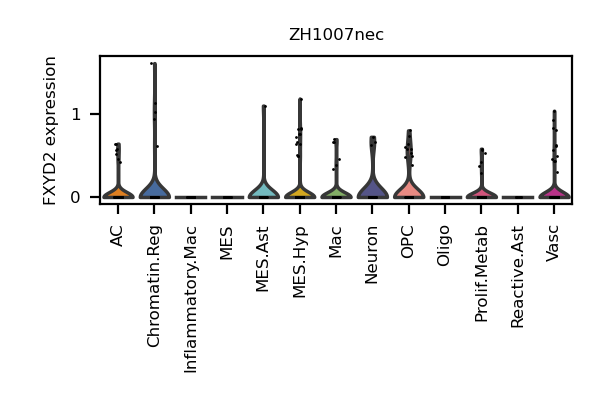 ZH1007nec
FXYD2 expression
1
0
AC
Chromatin.Reg
Inflammatory.Mac
MES
MES.Ast
MES.Hyp
Mac
Neuron
OPC
Oligo
Prolif.Metab
Reactive.Ast
Vasc